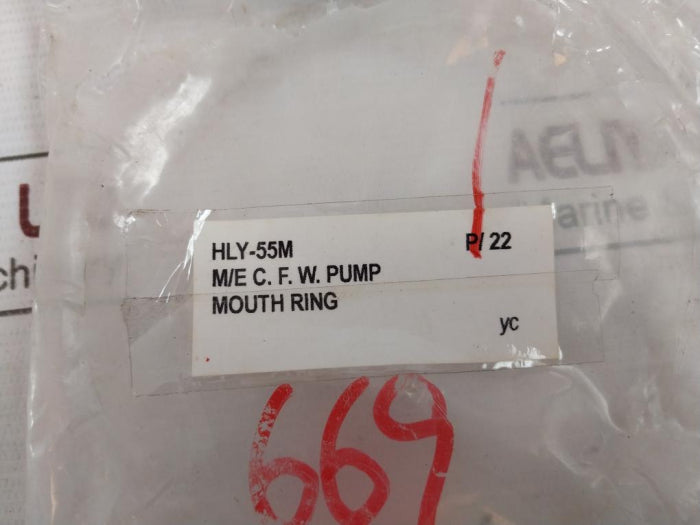 HLY-55M P/ 22
M/E C. F. W. PUMP
MOUTH RING
yc
669